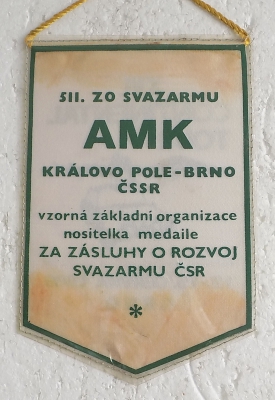 511. ZO SVAZARMU
AMK
KRÁLOVO POLE-BRNO
ČSSR
vzorná základní organizace
nositelka medaile
ZA ZÁSLUHY O ROZVOJ
SVAZARMU ČSR
*